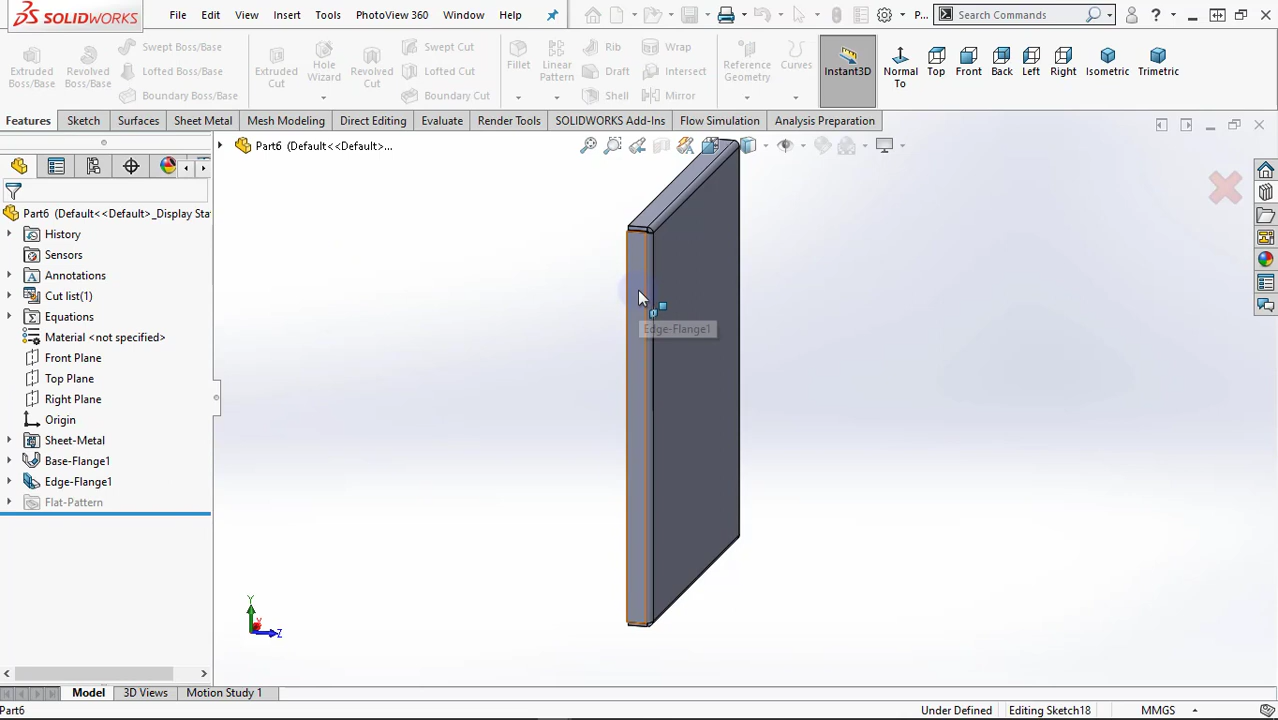 SOLIDWORKS File Edit View Insert Tools PhotoView 360 Window Help P... Search Commands ?
Extruded Boss/Base Revolved Boss/Base Swept Boss/Base Lofted Boss/Base Boundary Boss/Base Extruded Cut Hole Wizard Revolved Cut Swept Cut Lofted Cut Boundary Cut Fillet Linear Pattern Rib Draft Shell Wrap Intersect Mirror Reference Geometry Curves Instant3D Normal To Top Front Back Left Right Isometric Trimetric
Features Sketch Surfaces Sheet Metal Mesh Modeling Direct Editing Evaluate Render Tools SOLIDWORKS Add-Ins Flow Simulation Analysis Preparation
Part6 (Default<<Default>...
Part6 (Default<<Default>_Display Sta
History
Sensors
Annotations
Cut list(1)
Equations
Material <not specified>
Front Plane
Top Plane
Right Plane
Origin
Sheet-Metal
Base-Flange1
Edge-Flange1
Flat-Pattern
Edge-Flange1
Y
Z
Model 3D Views Motion Study 1
Part6 Under Defined Editing Sketch18 MMGS